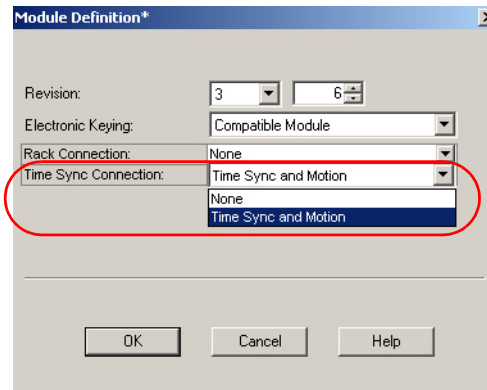 Module Definition*
Revision: 3 6
Electronic Keying: Compatible Module
Rack Connection: None
Time Sync Connection: Time Sync and Motion
None
Time Sync and Motion
OK Cancel Help